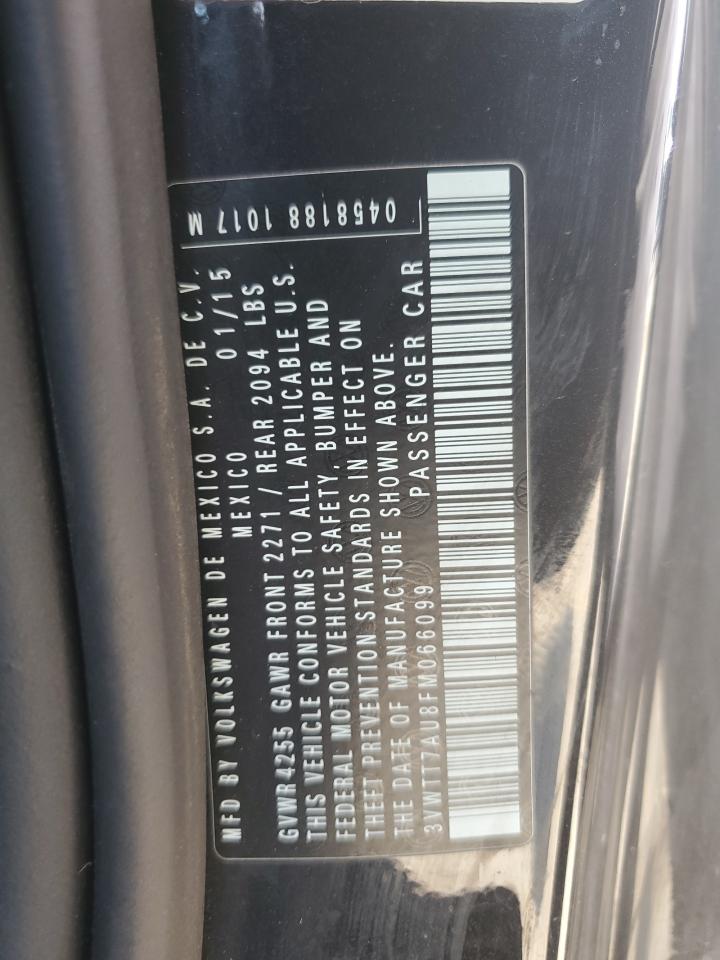 MFD BY VOLKSWAGEN DE MEXICO S.A. DE C.V.
MEXICO 01/15
GVWR4255 GAWR FRONT 2271 / REAR 2094 LBS
THIS VEHICLE CONFORMS TO ALL APPLICABLE U.S.
FEDERAL MOTOR VEHICLE SAFETY, BUMPER AND
THEFT PREVENTION STANDARDS IN EFFECT ON
THE DATE OF MANUFACTURE SHOWN ABOVE.
3VWTT7AU8FM066099 PASSENGER CAR
0458188 1017 M